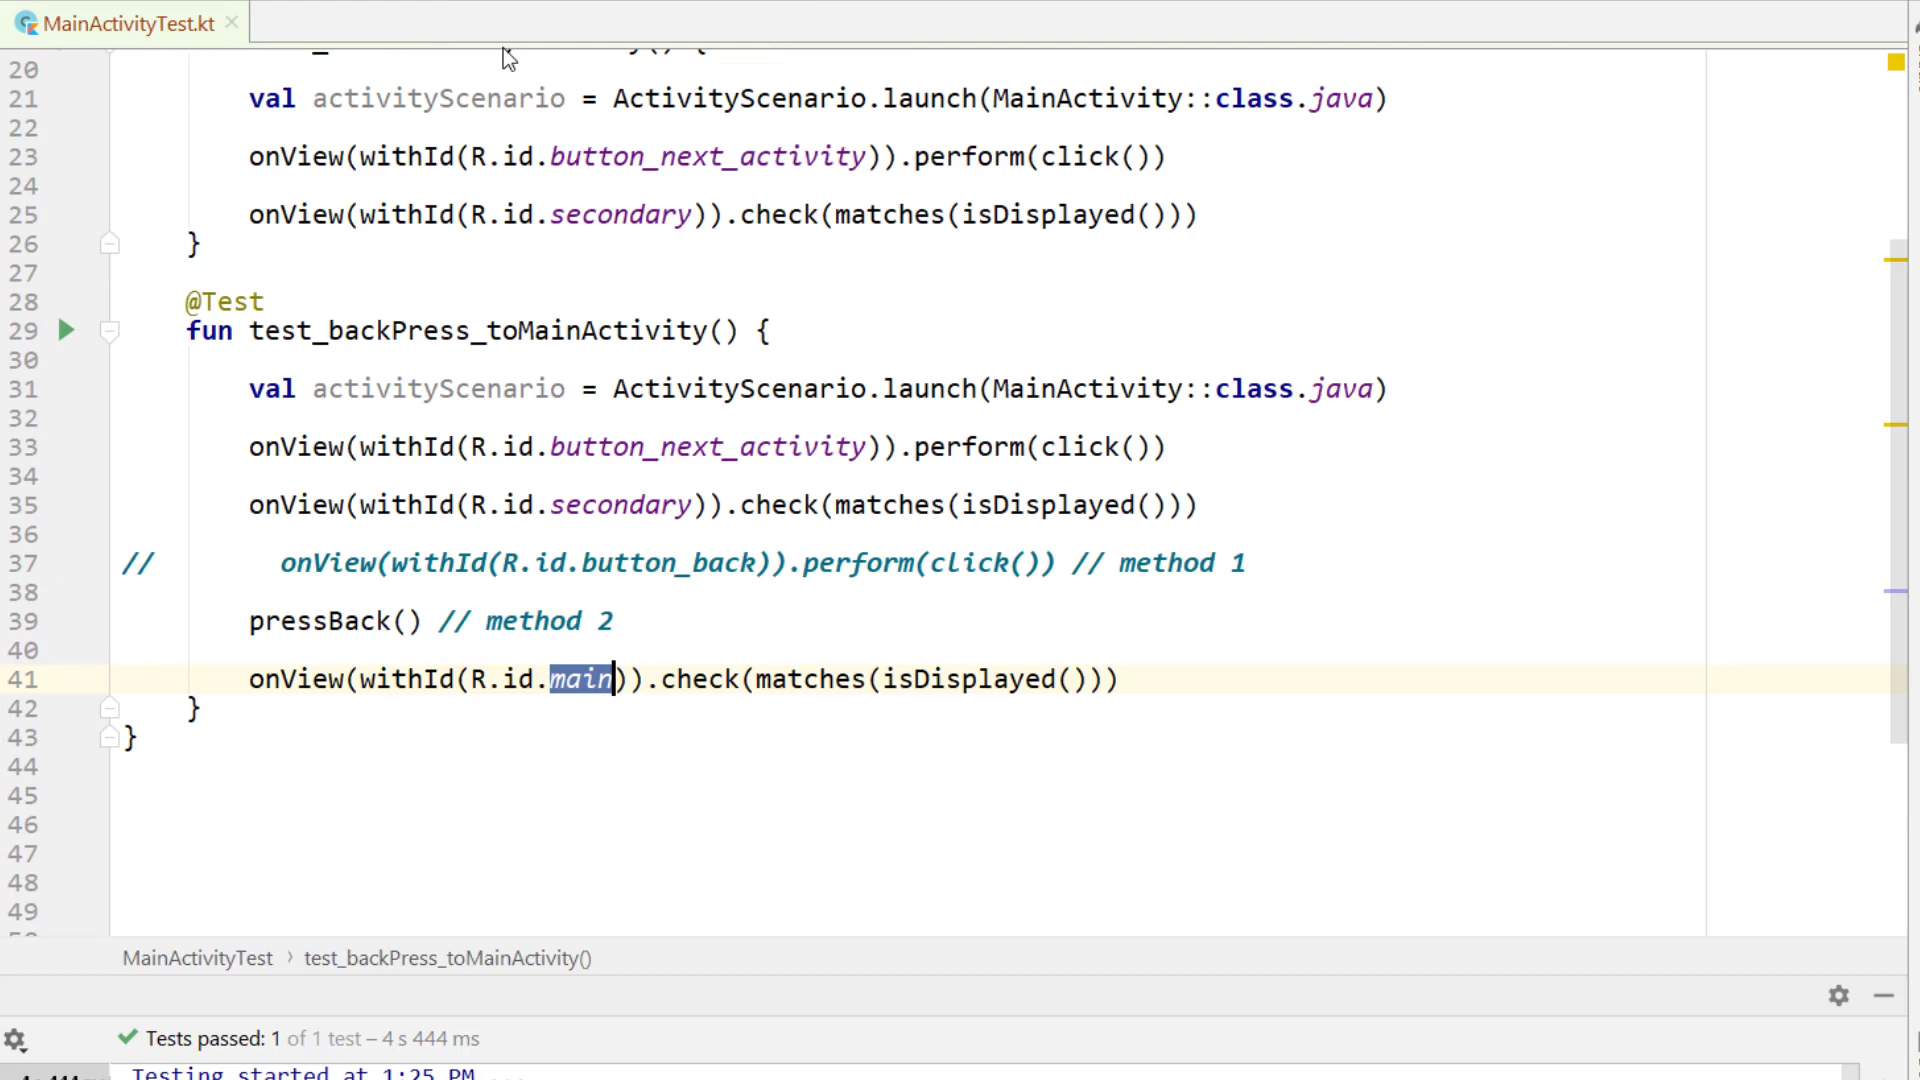 MainActivityTest.kt
20
21 val activityScenario = ActivityScenario.launch(MainActivity::class.java)
22
23 onView(withId(R.id.button_next_activity)).perform(click())
24
25 onView(withId(R.id.secondary)).check(matches(isDisplayed()))
26 }
27
28 @Test
29 fun test_backPress_toMainActivity() {
30
31 val activityScenario = ActivityScenario.launch(MainActivity::class.java)
32
33 onView(withId(R.id.button_next_activity)).perform(click())
34
35 onView(withId(R.id.secondary)).check(matches(isDisplayed()))
36
37 // onView(withId(R.id.button_back)).perform(click()) // method 1
38
39 pressBack() // method 2
40
41 onView(withId(R.id.main)).check(matches(isDisplayed()))
42 }
43 }
44
45
46
47
48
49
MainActivityTest › test_backPress_toMainActivity()
Tests passed: 1 of 1 test – 4 s 444 ms
Testing started at 1:25 PM ...